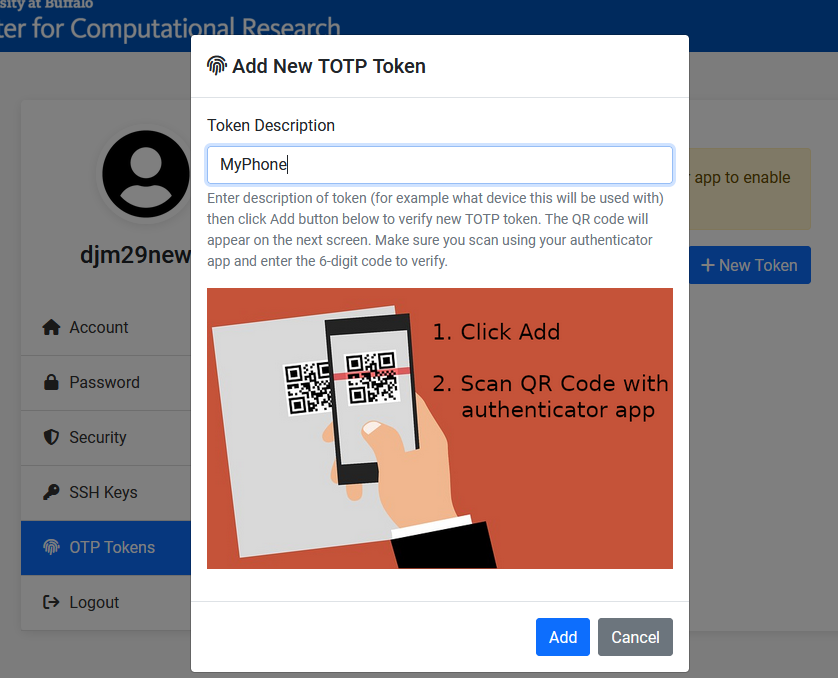 sity at Buffalo
ter for Computational Research
Add New TOTP Token
Token Description
MyPhone
Enter description of token (for example what device this will be used with)
then click Add button below to verify new TOTP token. The QR code will
appear on the next screen. Make sure you scan using your authenticator
app and enter the 6-digit code to verify.
1. Click Add
2. Scan QR Code with
authenticator app
Add
Cancel
djm29new
Account
Password
Security
SSH Keys
OTP Tokens
Logout
app to enable
New Token